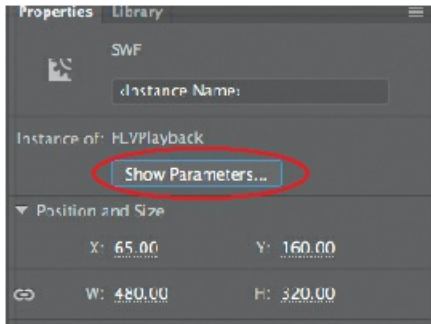 Properties Library
SWF
<Instance Name>
Instance of: FLVPlayback
Show Parameters...
Position and Size
X: 65.00 Y: 160.00
W: 480.00 H: 320.00